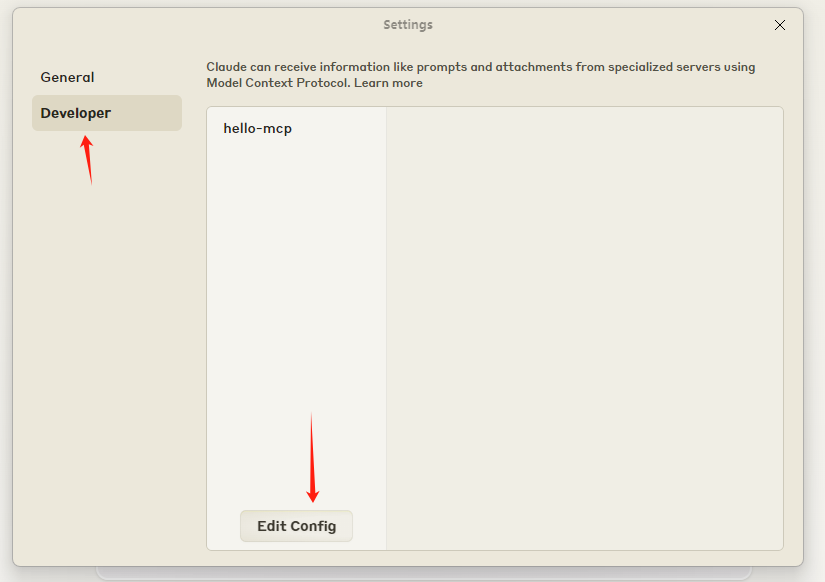 Settings
General
Developer
Claude can receive information like prompts and attachments from specialized servers using
Model Context Protocol. Learn more
hello-mcp
Edit Config